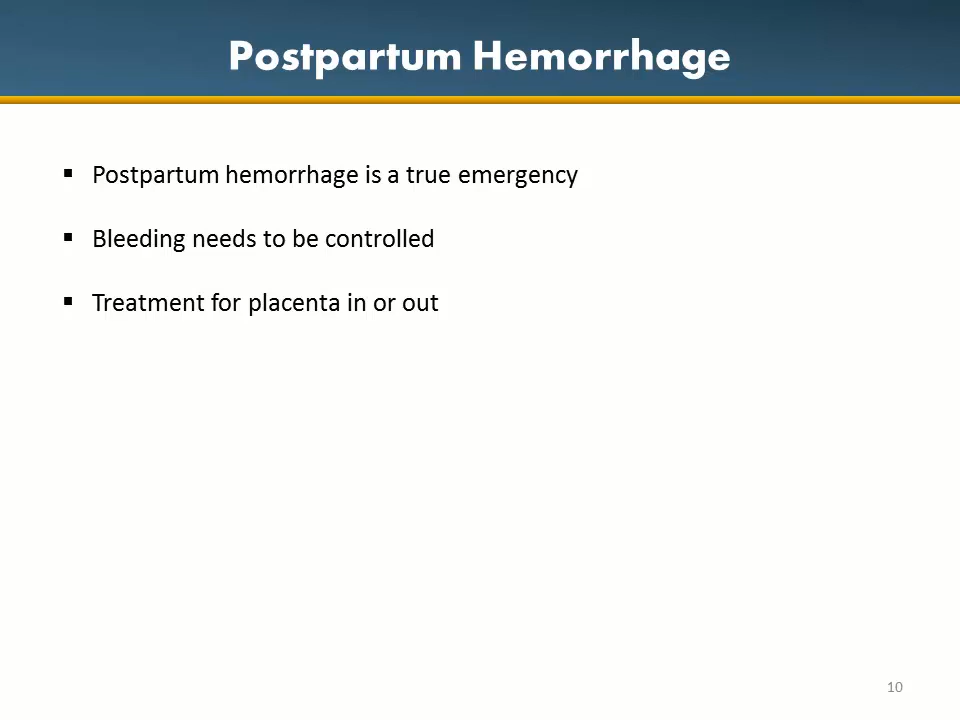 Postpartum Hemorrhage
▪ Postpartum hemorrhage is a true emergency
▪ Bleeding needs to be controlled
▪ Treatment for placenta in or out
10